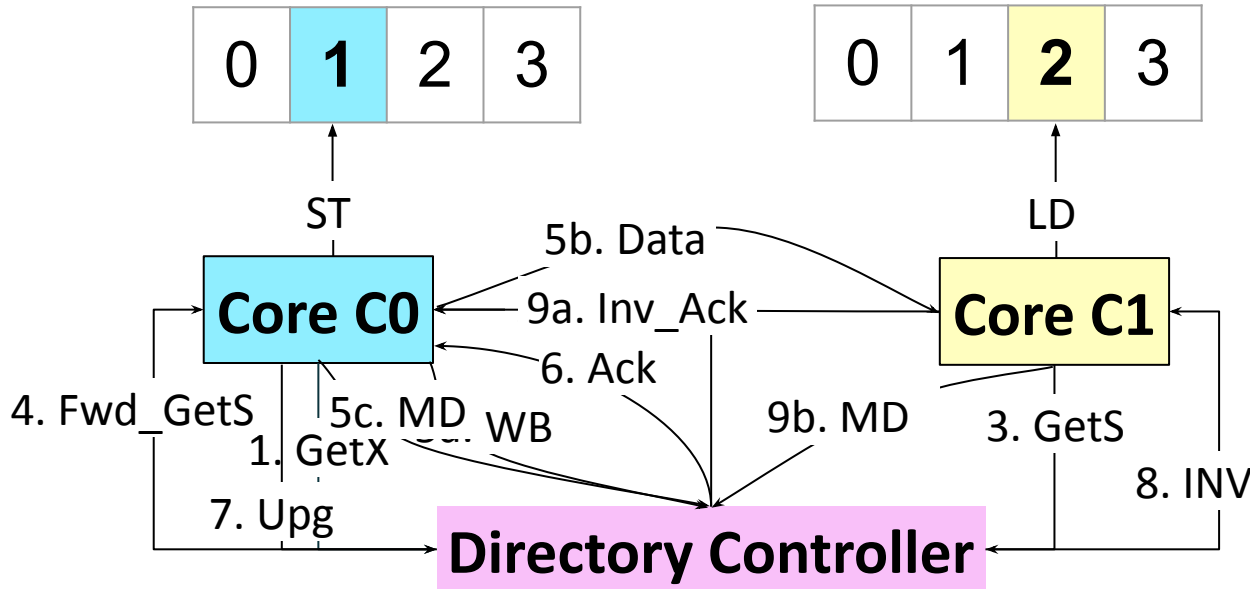 0 1 2 3
0 1 2 3
ST
LD
5b. Data
Core C0
9a. Inv_Ack
Core C1
6. Ack
4. Fwd_GetS
5c. MD
WB
9b. MD
3. GetS
1. GetX
8. INV
7. Upg
Directory Controller